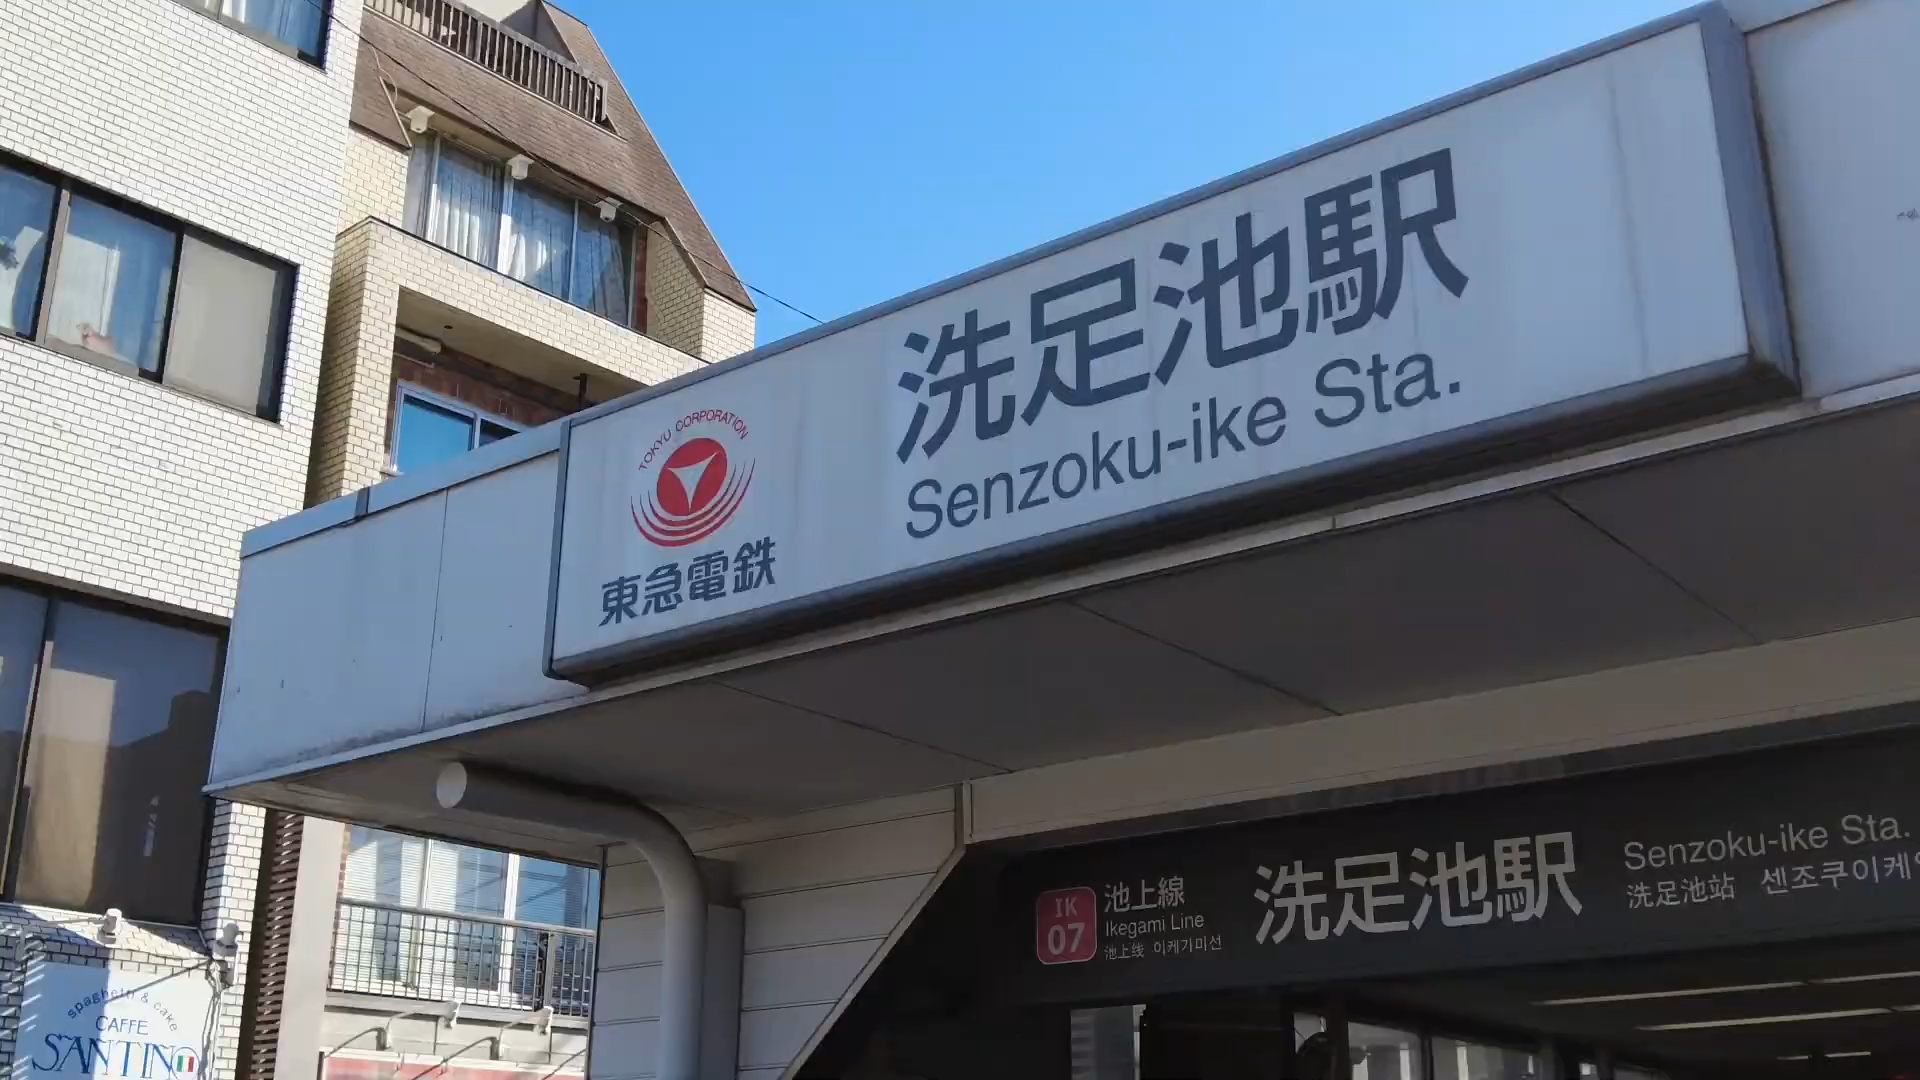 TOKYU CORPORATION
東急電鉄
洗足池駅
Senzoku-ike Sta.
IK
07
池上線
Ikegami Line
池上线 이케가미선
洗足池駅
Senzoku-ike Sta.
洗足池站 센조쿠이케
spaghetti & cake
CAFFE
SANTINO